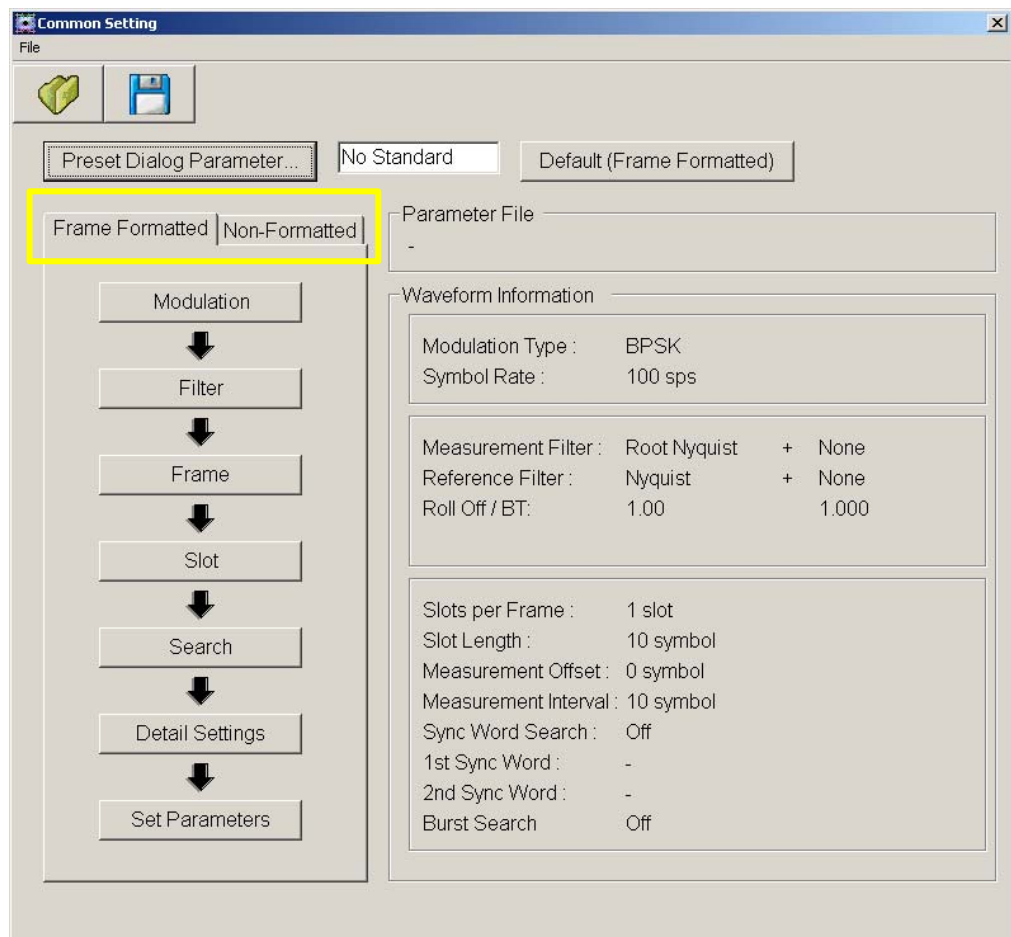 Common Setting
File
Preset Dialog Parameter...
No Standard
Default (Frame Formatted)
Frame Formatted
Non-Formatted
Modulation
Filter
Frame
Slot
Search
Detail Settings
Set Parameters
Parameter File
-
Waveform Information
Modulation Type : BPSK
Symbol Rate : 100 sps
Measurement Filter : Root Nyquist + None
Reference Filter : Nyquist + None
Roll Off / BT: 1.00 1.000
Slots per Frame : 1 slot
Slot Length : 10 symbol
Measurement Offset : 0 symbol
Measurement Interval : 10 symbol
Sync Word Search : Off
1st Sync Word : -
2nd Sync Word : -
Burst Search Off